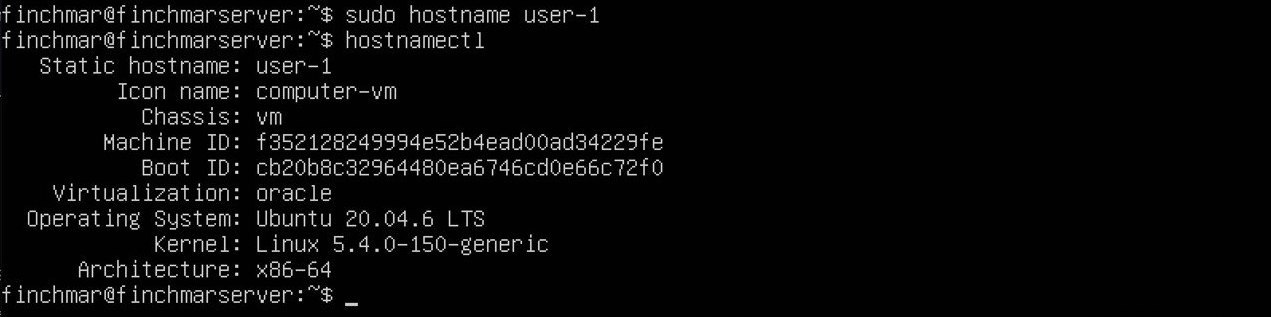 finchmar@finchmarserver:~$ sudo hostname user-1
finchmar@finchmarserver:~$ hostnamectl
Static hostname: user-1
Icon name: computer-vm
Chassis: vm
Machine ID: f352128249994e52b4ead00ad34229fe
Boot ID: cb20b8c32964480ea6746cd0e66c72f0
Virtualization: oracle
Operating System: Ubuntu 20.04.6 LTS
Kernel: Linux 5.4.0-150-generic
Architecture: x86-64
finchmar@finchmarserver:~$ _